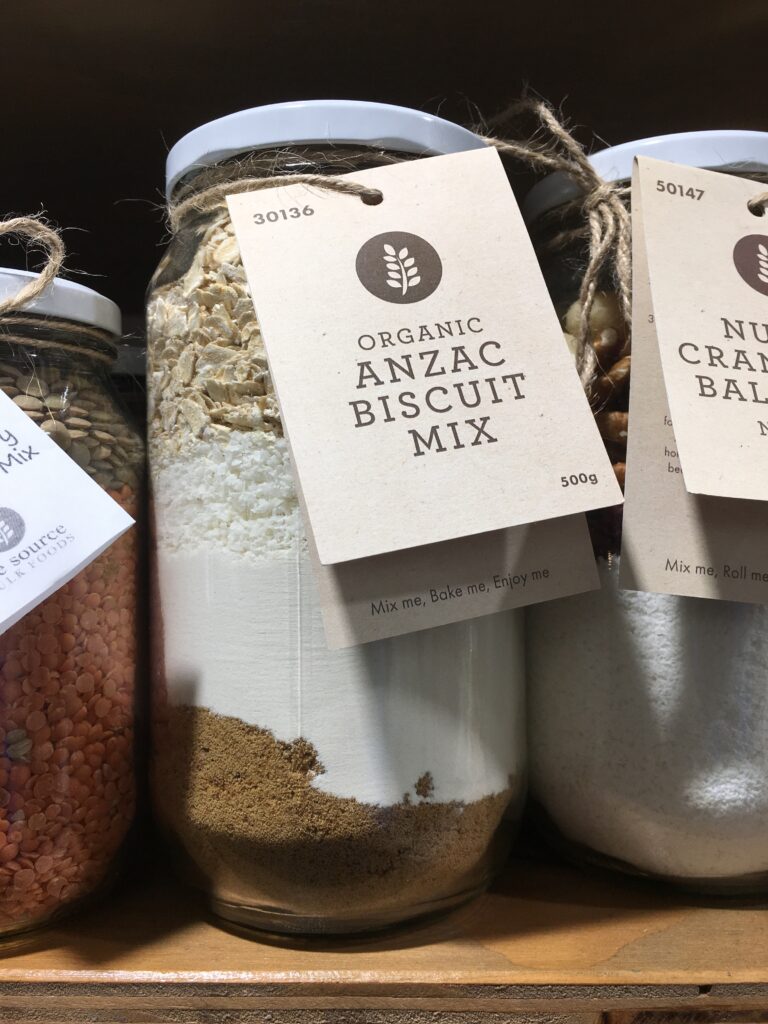 30136
ORGANIC
ANZAC
BISCUIT
MIX
500g
Mix me, Bake me, Enjoy me
50147
NU
CRAN
BAL
Mix me, Roll me
Mix
source
ULK FOODS